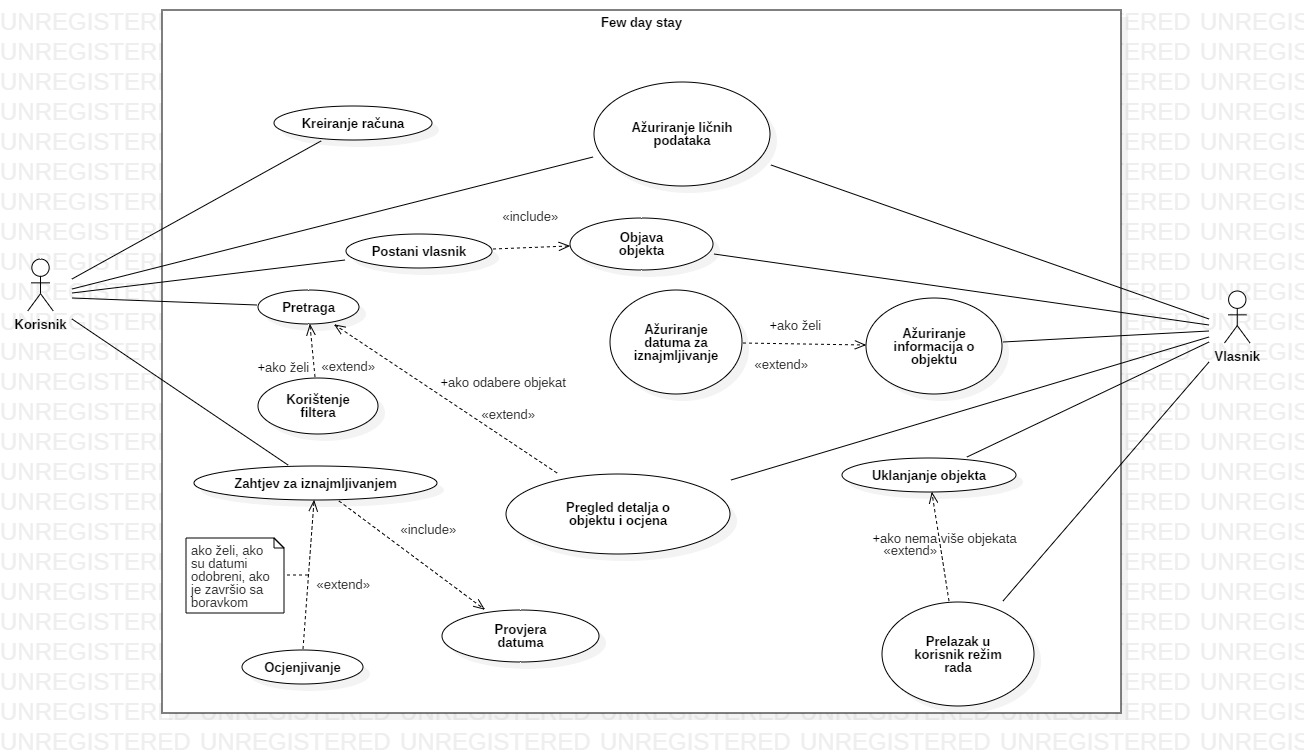 Few day stay
Kreiranje računa
Ažuriranje ličnih
podataka
«include»
Postani vlasnik
Objava
objekta
Korisnik
Pretraga
Ažuriranje
datuma za
iznajmljivanje
+ako želi
«extend»
Ažuriranje
informacija o
objektu
Vlasnik
+ako želi
«extend»
+ako odabere objekat
«extend»
Korištenje
filtera
Zahtjev za iznajmljivanjem
Pregled detalja o
objektu i ocjena
Uklanjanje objekta
«include»
+ako nema više objekata
«extend»
ako želi, ako
su datumi
odobreni, ako
je završio sa
boravkom
«extend»
Provjera
datuma
Prelazak u
korisnik režim
rada
Ocjenjivanje
UNREGISTERED UNREGISTERED UNREGISTERED UNREGISTERED UNREGISTERED UNREGISTERED UNREGIS